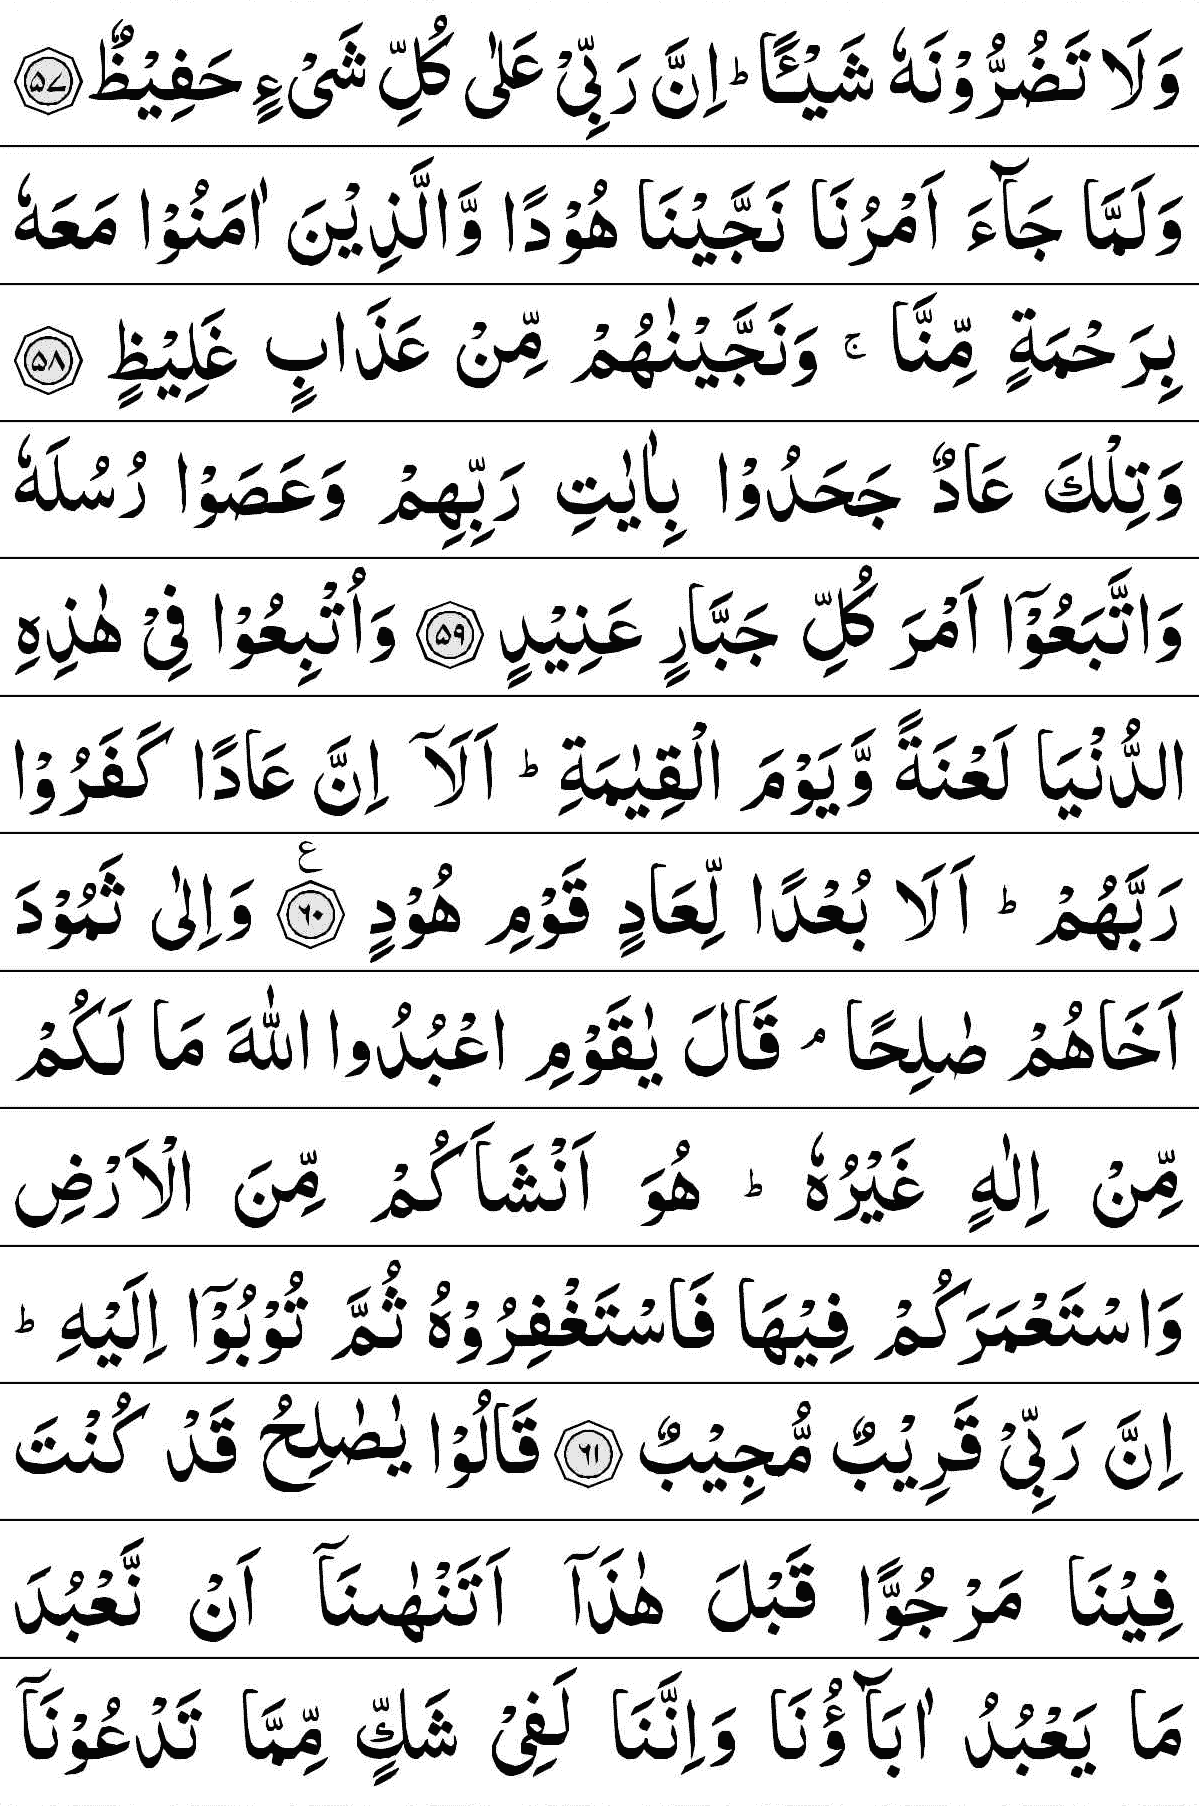 وَلَا تَضُرُّوْنَهٗ شَیْـًٔا ؕ اِنَّ رَبِّیْ عَلٰی كُلِّ شَیْءٍ حَفِیْظٌ ۝۵۷
وَلَمَّا جَآءَ اَمْرُنَا نَجَّیْنَا هُوْدًا وَّالَّذِیْنَ اٰمَنُوْا مَعَهٗ
بِرَحْمَةٍ مِّنَّا ۚ وَنَجَّیْنٰهُمْ مِّنْ عَذَابٍ غَلِیْظٍ ۝۵۸
وَتِلْكَ عَادٌ جَحَدُوْا بِاٰیٰتِ رَبِّهِمْ وَعَصَوْا رُسُلَهٗ
وَاتَّبَعُوْۤا اَمْرَ كُلِّ جَبَّارٍ عَنِیْدٍ ۝۵۹ وَاُتْبِعُوْا فِیْ هٰذِهِ
الدُّنْیَا لَعْنَةً وَّیَوْمَ الْقِیٰمَةِ ؕ اَلَاۤ اِنَّ عَادًا كَفَرُوْا
رَبَّهُمْ ؕ اَلَا بُعْدًا لِّعَادٍ قَوْمِ هُوْدٍ ۝۶۰ ع وَاِلٰی ثَمُوْدَ
اَخَاهُمْ صٰلِحًا ۘ قَالَ یٰقَوْمِ اعْبُدُوا اللّٰهَ مَا لَكُمْ
مِّنْ اِلٰهٍ غَیْرُهٗ ؕ هُوَ اَنْشَاَكُمْ مِّنَ الْاَرْضِ
وَاسْتَعْمَرَكُمْ فِیْهَا فَاسْتَغْفِرُوْهُ ثُمَّ تُوْبُوْۤا اِلَیْهِ ؕ
اِنَّ رَبِّیْ قَرِیْبٌ مُّجِیْبٌ ۝۶۱ قَالُوْا یٰصٰلِحُ قَدْ كُنْتَ
فِیْنَا مَرْجُوًّا قَبْلَ هٰذَاۤ اَتَنْهٰىنَاۤ اَنْ نَّعْبُدَ
مَا یَعْبُدُ اٰبَآؤُنَا وَاِنَّنَا لَفِیْ شَكٍّ مِّمَّا تَدْعُوْنَاۤ